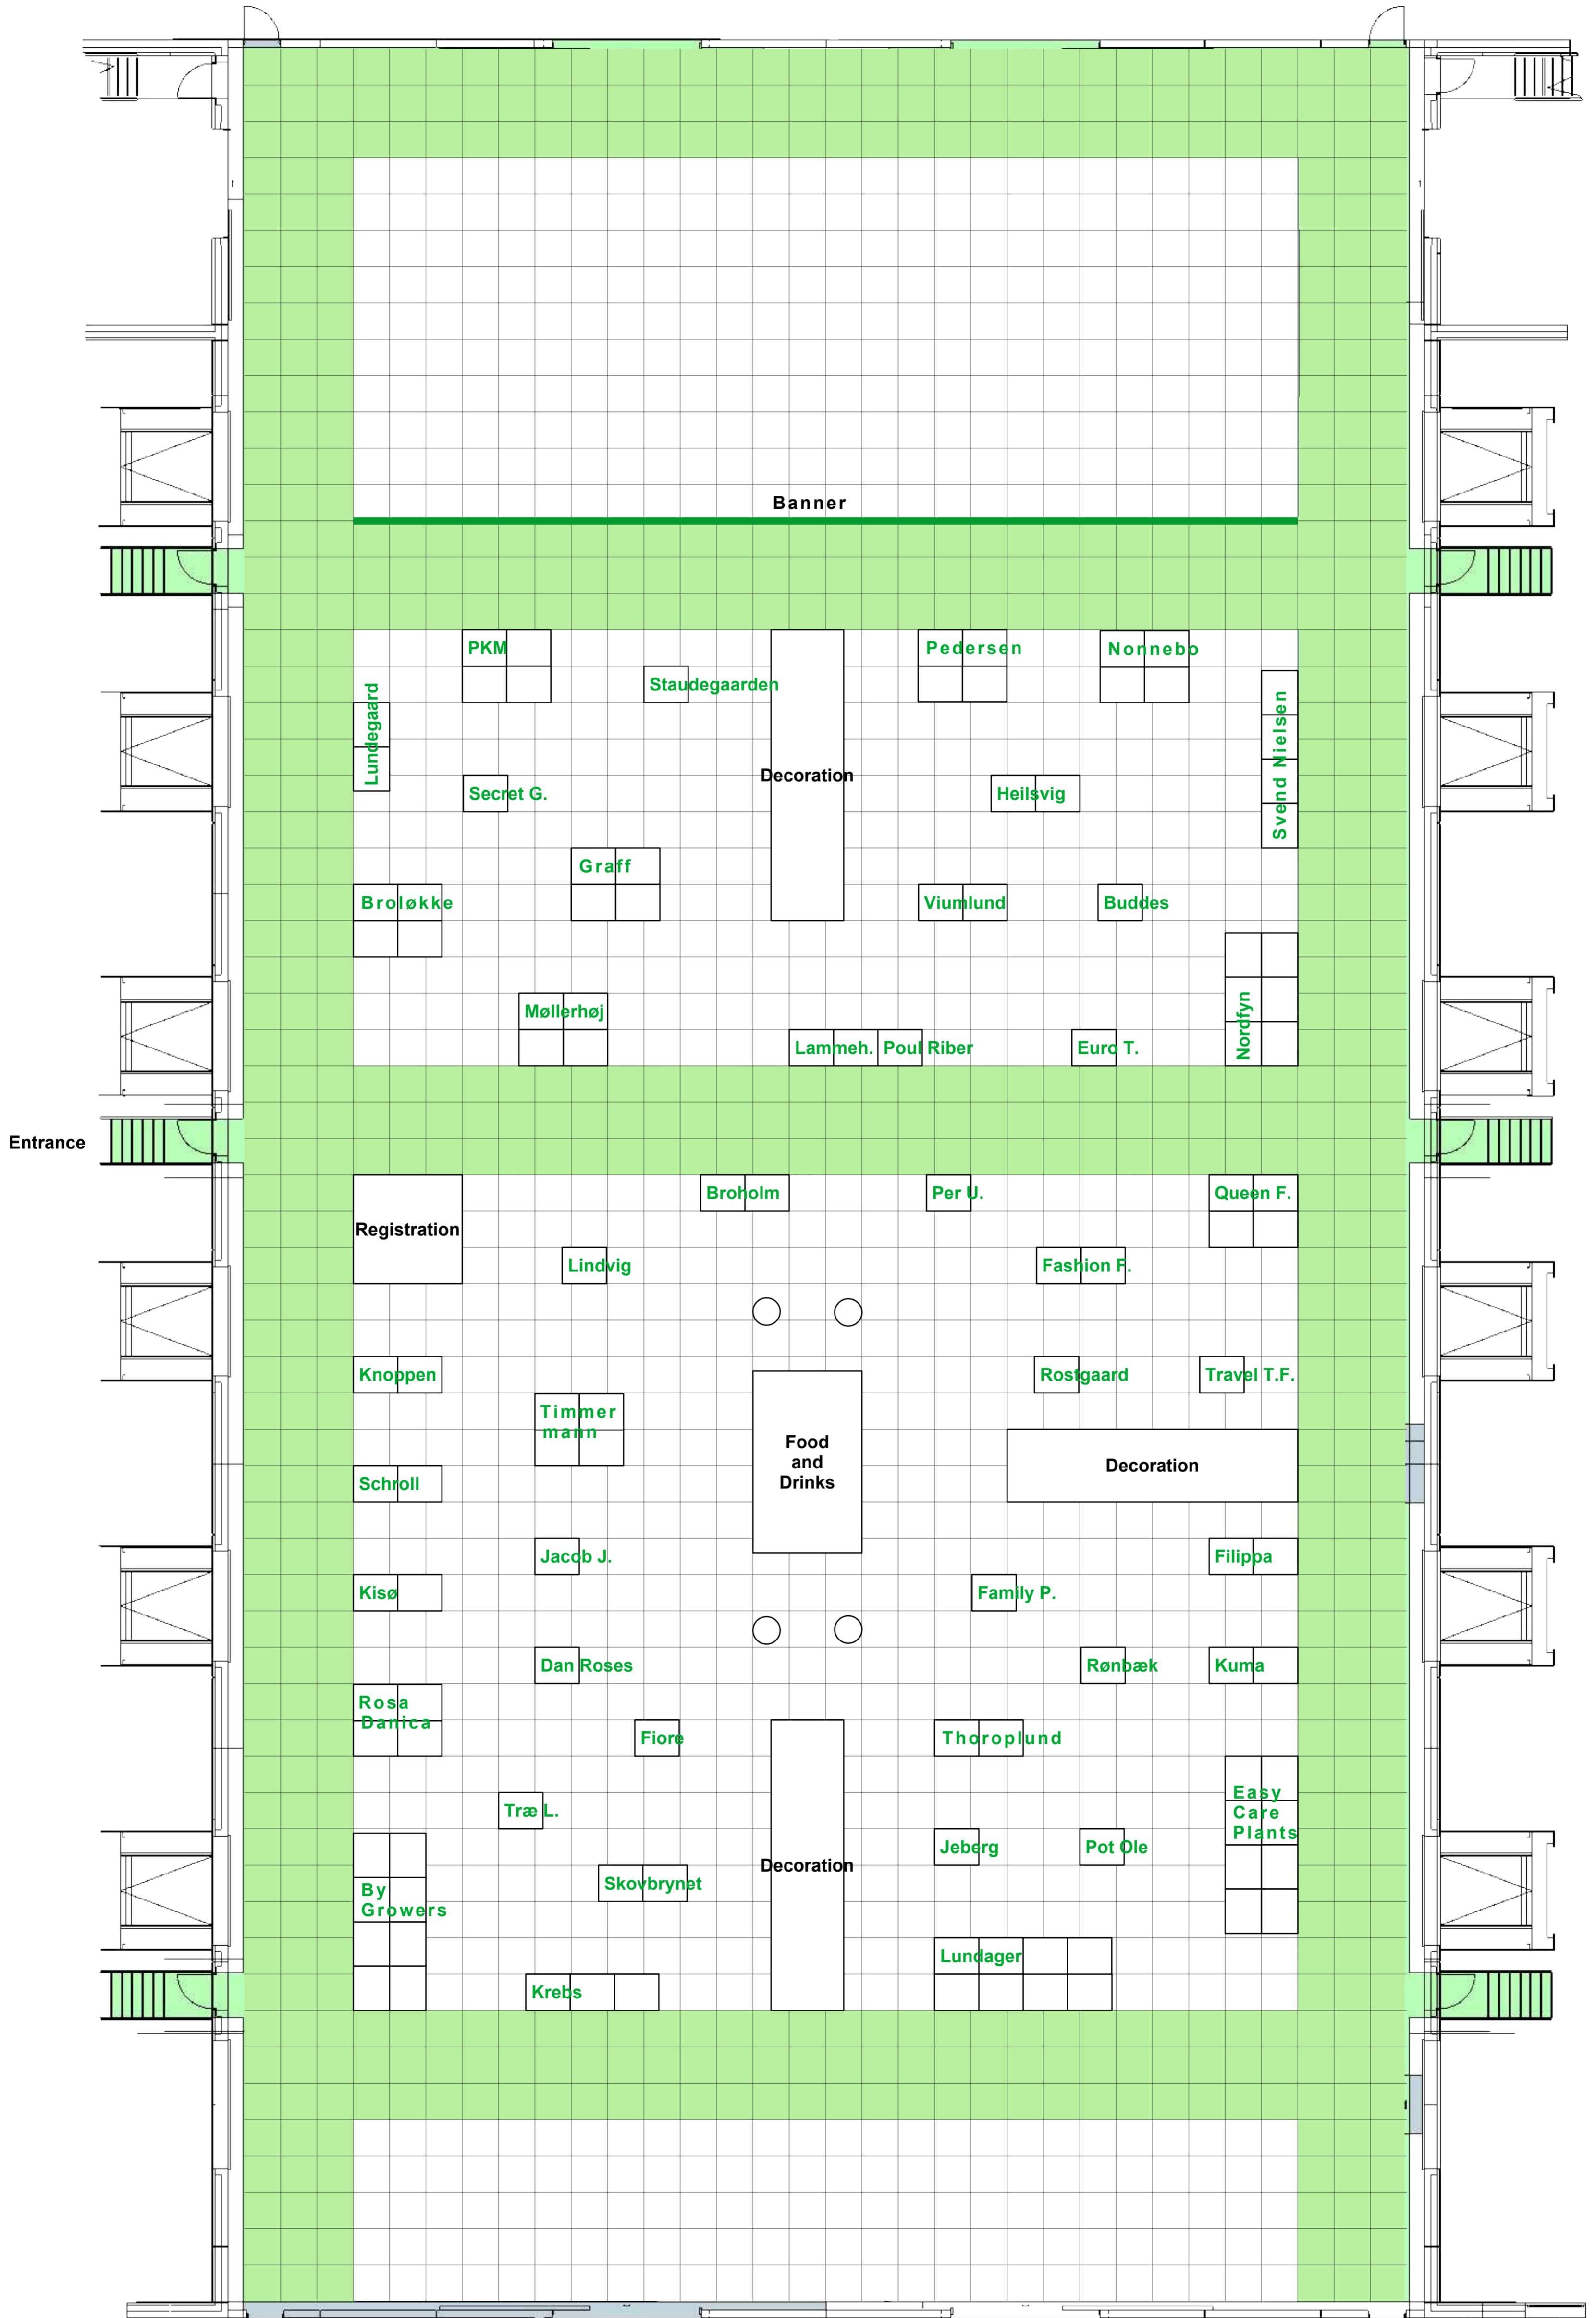 Banner
PKM
Pedersen
Nonnebo
Staudegaarden
Lundegaard
Svend Nielsen
Decoration
Secret G.
Heilsvig
Graff
Broløkke
Viumlund
Buddes
Møllerhøj
Nordfyn
Lammeh.
Poul Riber
Euro T.
Entrance
Broholm
Per U.
Queen F.
Registration
Lindvig
Fashion F.
Knoppen
Rostgaard
Travel T.F.
Timmer
mann
Food
and
Drinks
Decoration
Schroll
Jacob J.
Filippa
Kisø
Family P.
Dan Roses
Rønbæk
Kuma
Rosa
Danica
Fiore
Thoroplund
Easy
Care
Plants
Træ L.
Jeberg
Pot Ole
Decoration
Skovbrynet
By
Growers
Lundager
Krebs